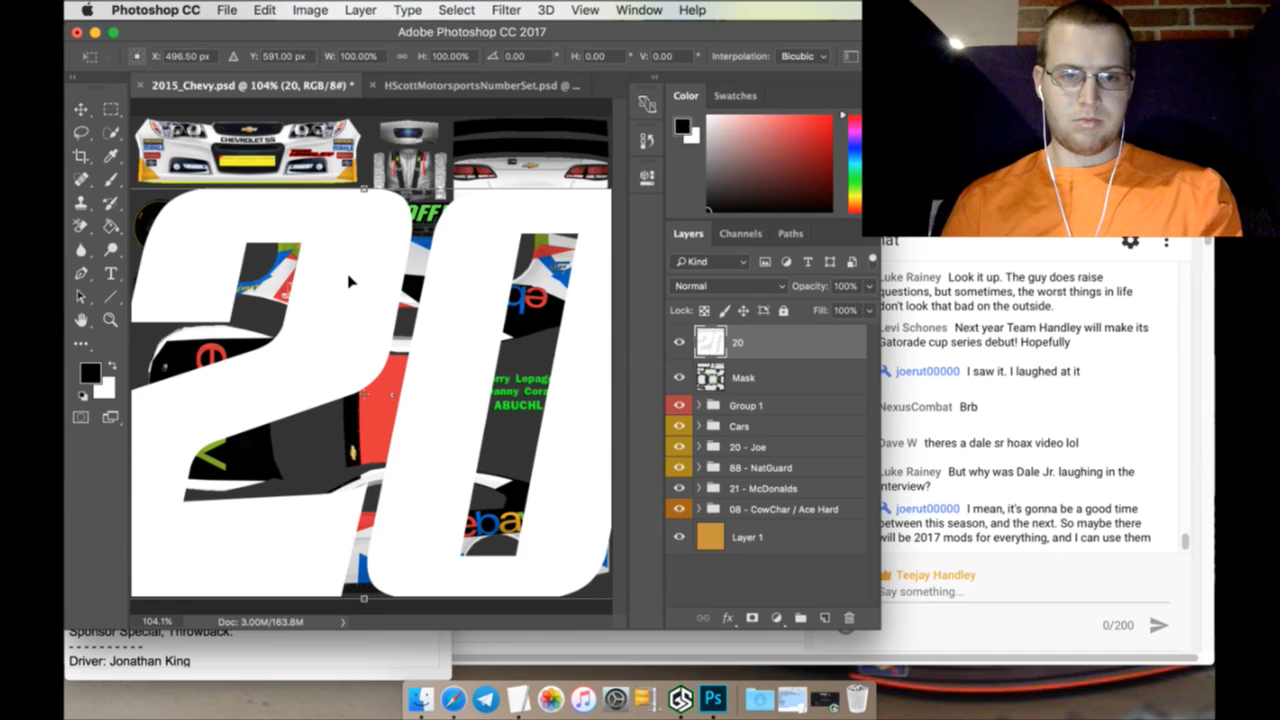 Photoshop CC File Edit Image Layer Type Select Filter 3D View Window Help
Adobe Photoshop CC 2017
X: 496.50 px Y: 591.00 px W: 100.00% H: 100.00% 0.00 ° H: 0.00 ° V: 0.00 ° Interpolation: Bicubic
2015_Chevy.psd @ 104% (20, RGB/8#) * HScottMotorsportsNumberSet.psd @ ...
CHEVROLET SS
OFF
20
ebay
Danny
ABUCHL
ebay
Color Swatches
Layers Channels Paths
Kind
Normal Opacity: 100%
Lock: Fill: 100%
20
Mask
Group 1
Cars
20 - Joe
88 - NatGuard
21 - McDonalds
08 - CowChar / Ace Hard
Layer 1
fx
104.1% Doc: 3.00M/163.8M
Luke Rainey Look it up. The guy does raise
questions, but sometimes, the worst things in life
don't look that bad on the outside.
Levi Schones Next year Team Handley will make its
Gatorade cup series debut! Hopefully
joerut00000 I saw it. I laughed at it
NexusCombat Brb
Dave W theres a dale sr hoax video lol
Luke Rainey But why was Dale Jr. laughing in the
interview?
joerut00000 I mean, it's gonna be a good time
between this season, and the next. So maybe there
will be 2017 mods for everything, and I can use them
Teejay Handley
Say something...
0/200
Sponsor Special, Throwback.
----------
Driver: Jonathan King
Ps